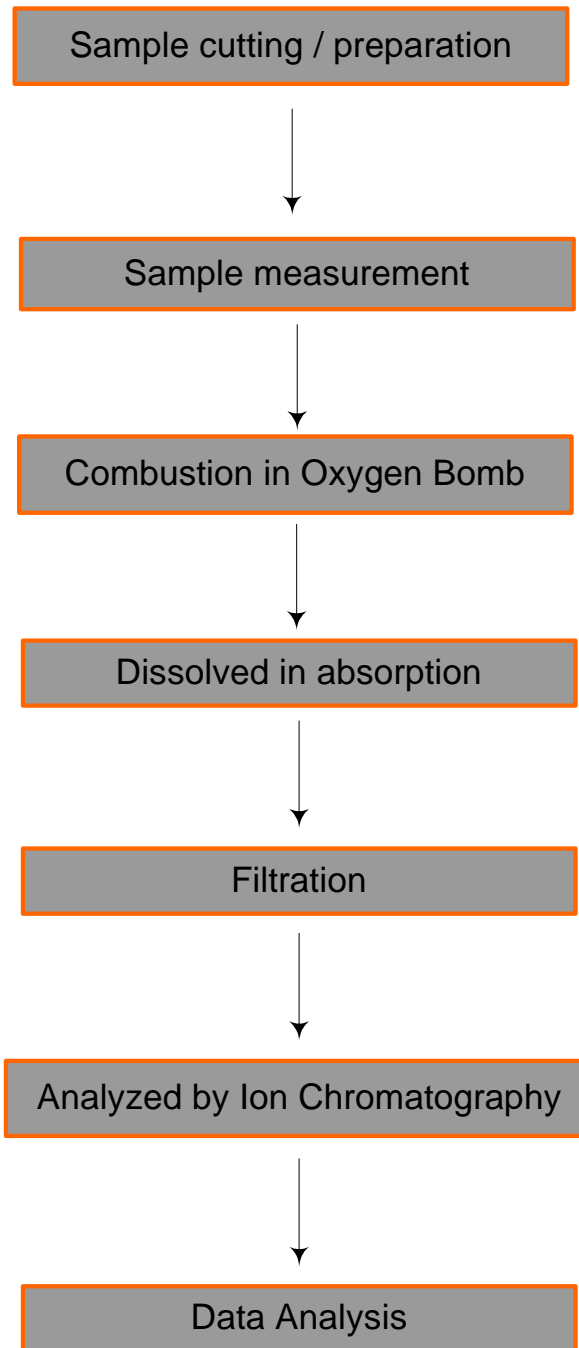 Sample cutting / preparation
Sample measurement
Combustion in Oxygen Bomb
Dissolved in absorption
Filtration
Analyzed by Ion Chromatography
Data Analysis